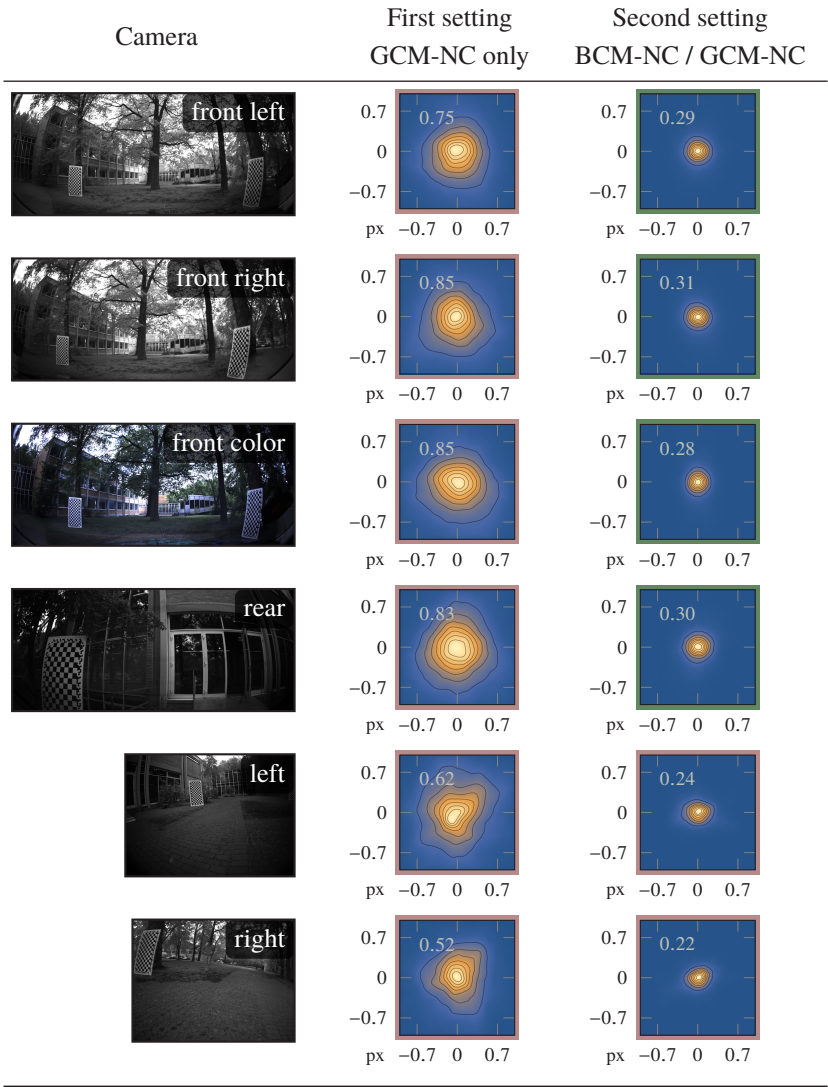 Camera
First setting
GCM-NC only
Second setting
BCM-NC / GCM-NC
front left
0.7
0
−0.7
0.75
px −0.7 0 0.7
0.7
0
−0.7
0.29
px −0.7 0 0.7
front right
0.7
0
−0.7
0.85
px −0.7 0 0.7
0.7
0
−0.7
0.31
px −0.7 0 0.7
front color
0.7
0
−0.7
0.85
px −0.7 0 0.7
0.7
0
−0.7
0.28
px −0.7 0 0.7
rear
0.7
0
−0.7
0.83
px −0.7 0 0.7
0.7
0
−0.7
0.30
px −0.7 0 0.7
left
0.7
0
−0.7
0.62
px −0.7 0 0.7
0.7
0
−0.7
0.24
px −0.7 0 0.7
right
0.7
0
−0.7
0.52
px −0.7 0 0.7
0.7
0
−0.7
0.22
px −0.7 0 0.7